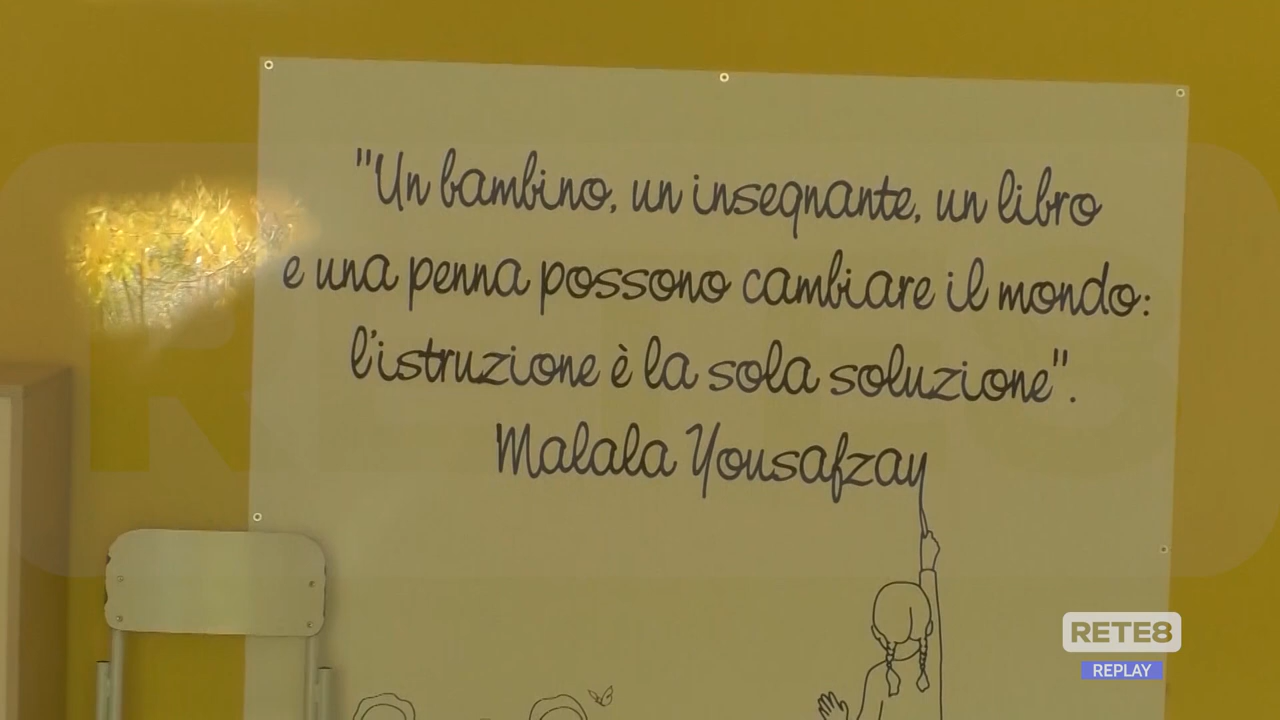 "Un bambino, un insegnante, un libro
e una penna possono cambiare il mondo:
l'istruzione è la sola soluzione".
Malala Yousafzay
RETE8
REPLAY